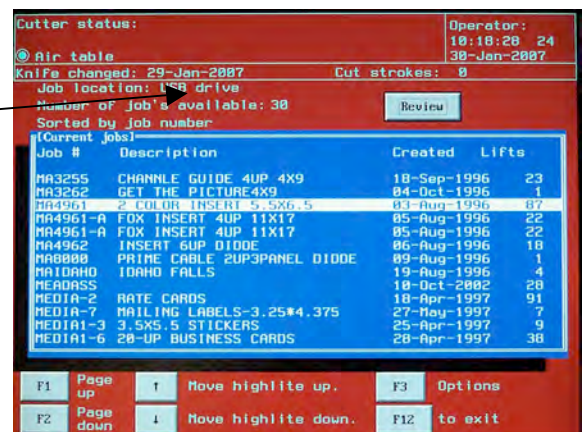 Cutter status:
Operator:
10:18:28 24
Air table
30-Jan-2007
Knife changed: 29-Jan-2007 Cut strokes: 0
Job location: USB drive
Number of job's available: 30
Review
Sorted by job number
[Current jobs]
Job # Description Created Lifts
MA3255 CHANNLE GUIDE 4UP 4X9 18-Sep-1996 23
MA3262 GET THE PICTURE4X9 04-Oct-1996 1
MA4961 2 COLOR INSERT 5.5X6.5 03-Aug-1996 87
MA4961-A FOX INSERT 4UP 11X17 05-Aug-1996 22
MA4961-A FOX INSERT 4UP 11X17 05-Aug-1996 22
MA4962 INSERT 6UP DIDDE 06-Aug-1996 18
MA8000 PRIME CABLE 2UP3PANEL DIDDE 09-Aug-1996 1
MAIDAHO IDAHO FALLS 19-Aug-1996 4
MEADASS 10-Oct-2002 28
MEDIA-2 RATE CARDS 18-Apr-1997 91
MEDIA-7 MAILING LABELS-3.25*4.375 27-May-1997 7
MEDIA1-3 3.5X5.5 STICKERS 25-Apr-1997 9
MEDIA1-6 20-UP BUSINESS CARDS 28-Apr-1997 38
F1 Page up ↑ Move highlite up. F3 Options
F2 Page down ↓ Move highlite down. F12 to exit